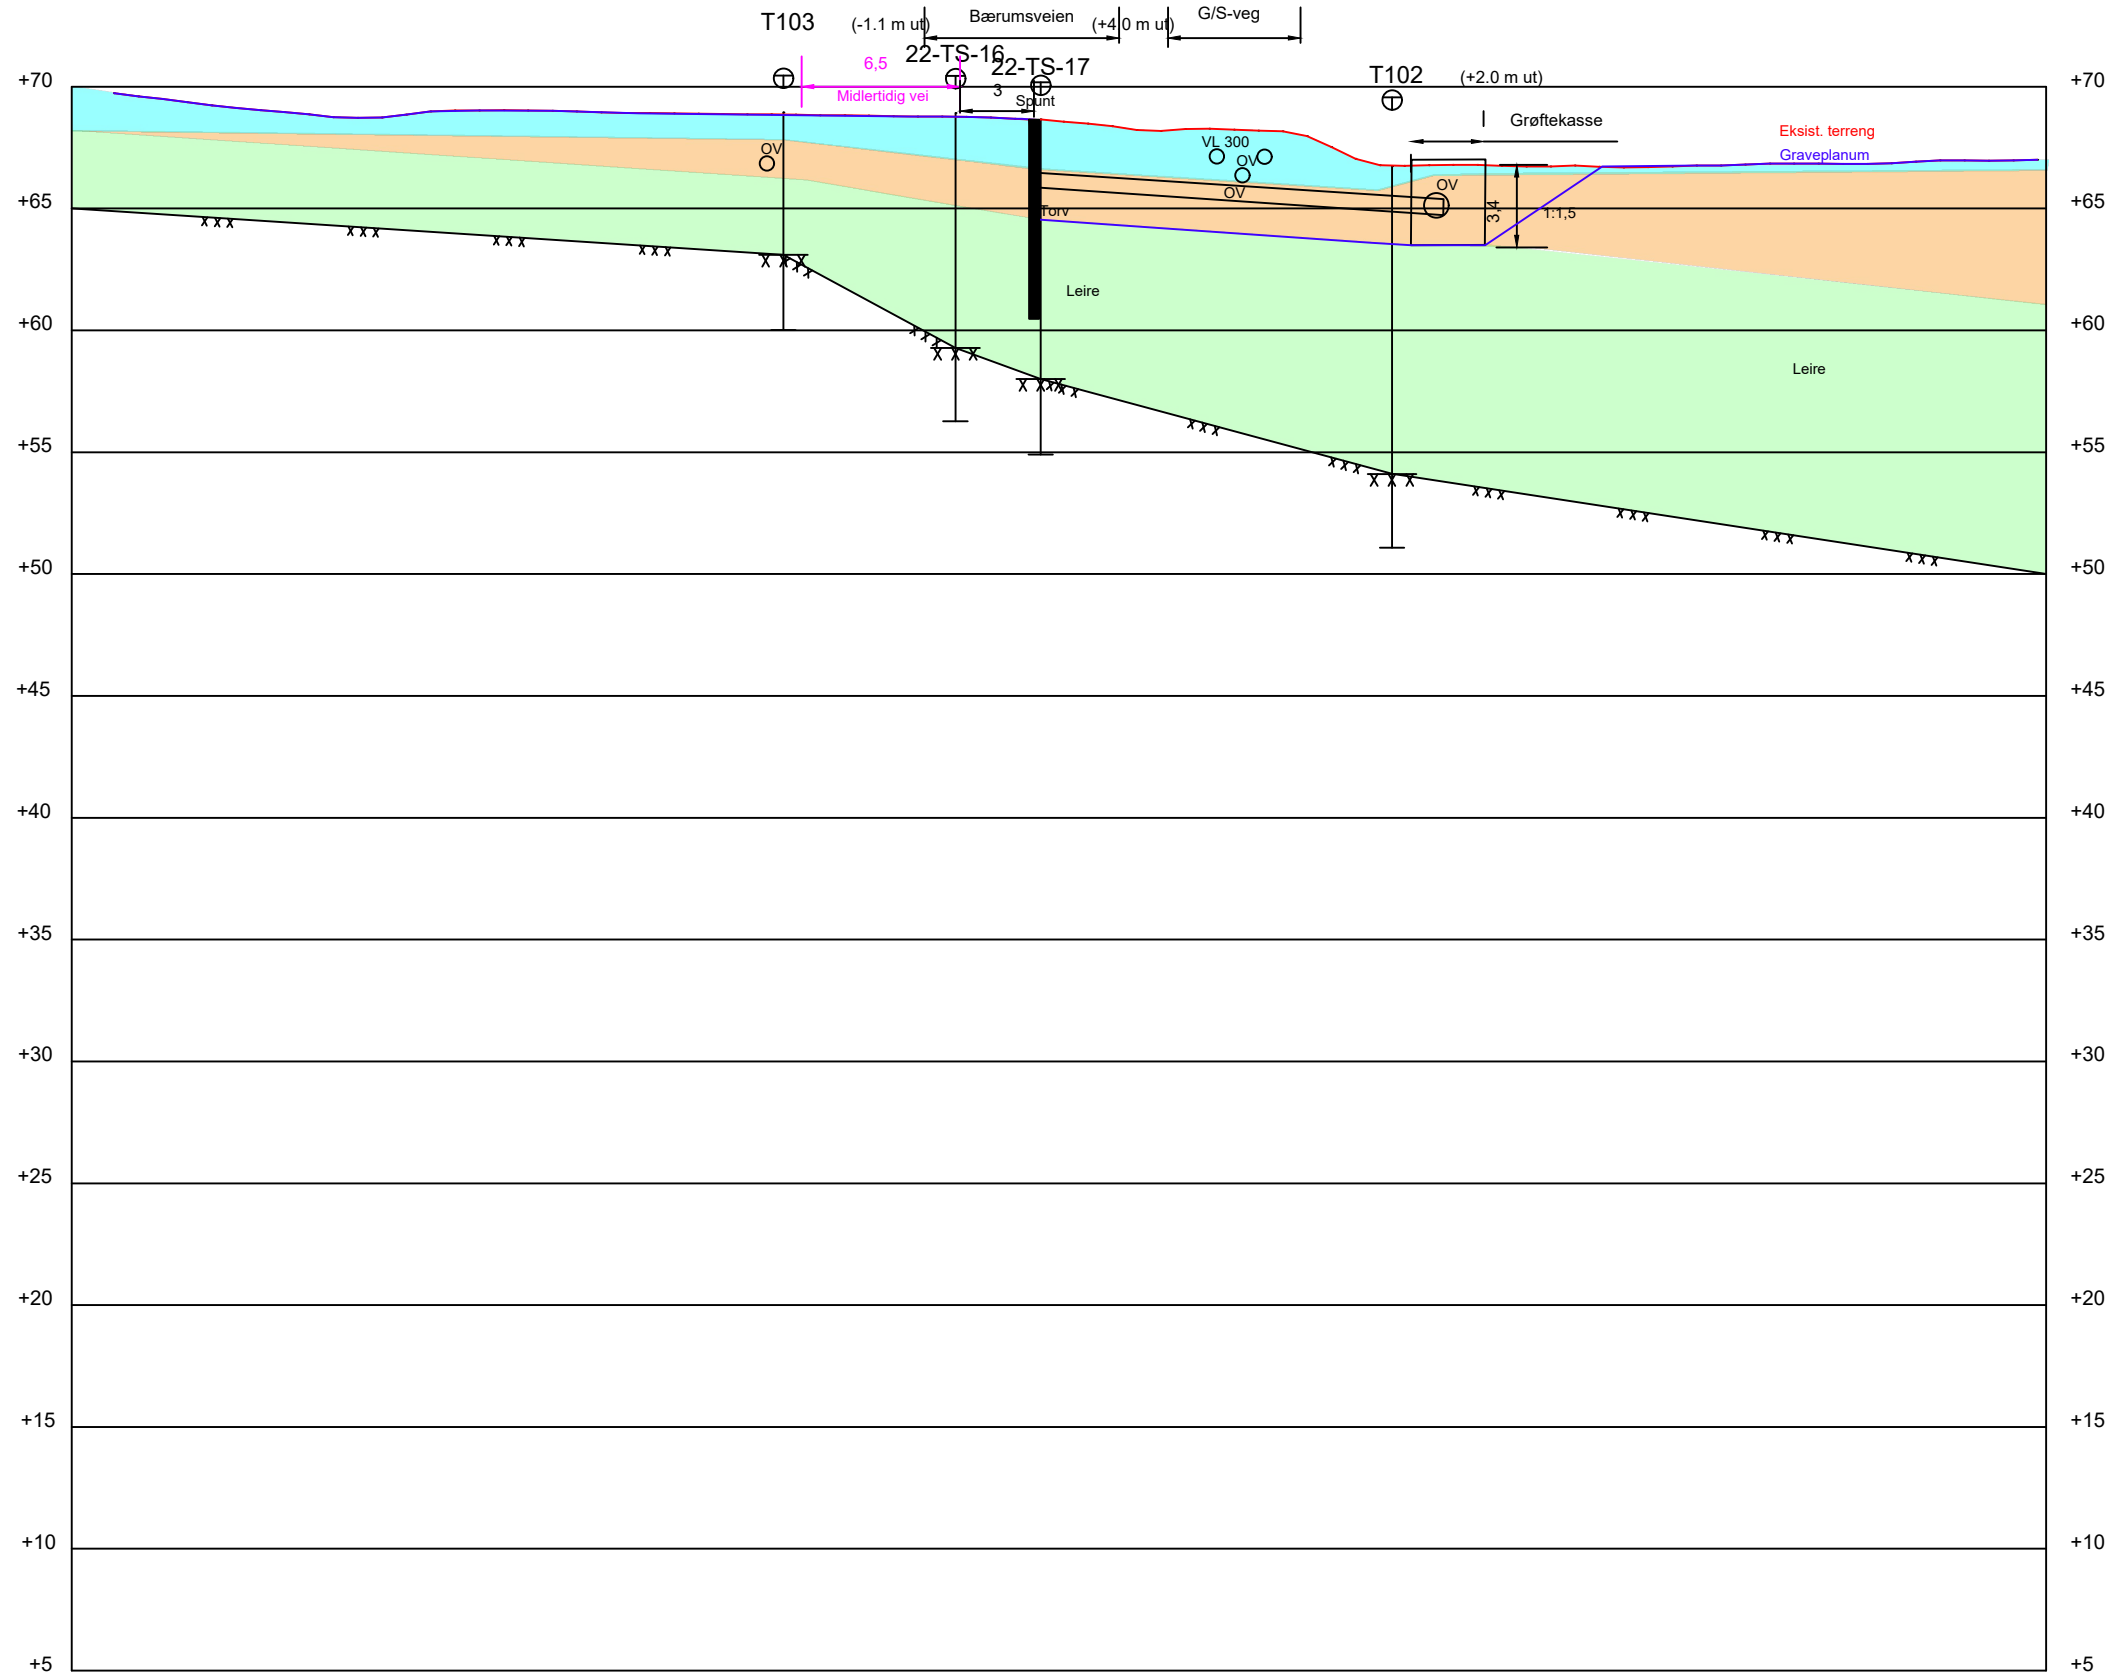 Bærumsveien
G/S-veg
T103
(-1.1 m ut)
(+4.0 m ut)
22-TS-16
22-TS-17
6,5
Midlertidig vei
3
Spunt
T102
(+2.0 m ut)
+70
+70
Grøftekasse
Eksist. terreng
Graveplanum
OV
VL 300
OV
OV
OV
+65
+65
Torv
3,4
1:1,5
Leire
+60
+60
Leire
+55
+55
+50
+50
+45
+45
+40
+40
+35
+35
+30
+30
+25
+25
+20
+20
+15
+15
+10
+10
+5
+5